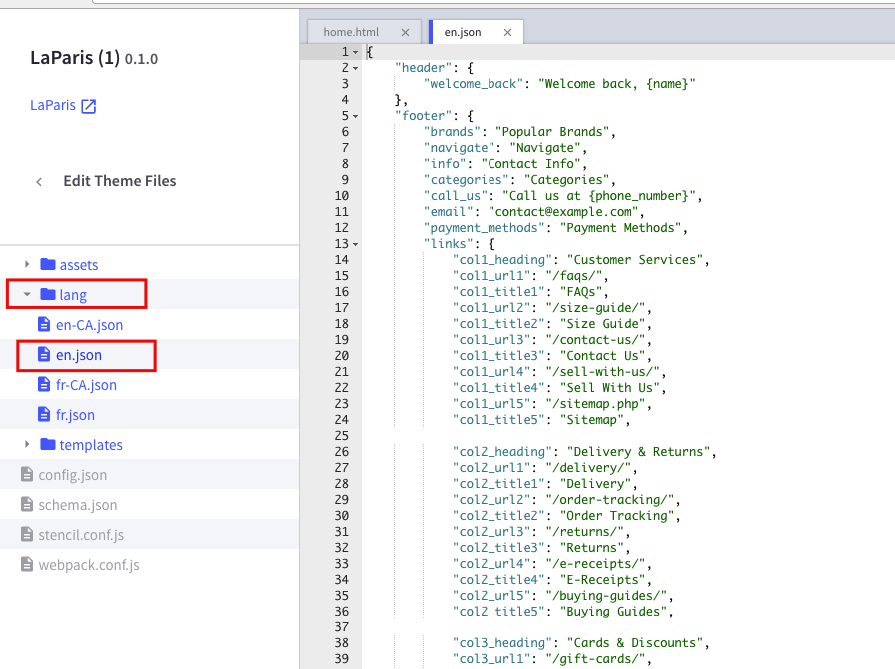 LaParis (1) 0.1.0
LaParis
Edit Theme Files
assets
lang
en-CA.json
en.json
fr-CA.json
fr.json
templates
config.json
schema.json
stencil.conf.js
webpack.conf.js
home.html ×
en.json ×
1 {
2 "header": {
3 "welcome_back": "Welcome back, {name}"
4 },
5 "footer": {
6 "brands": "Popular Brands",
7 "navigate": "Navigate",
8 "info": "Contact Info",
9 "categories": "Categories",
10 "call_us": "Call us at {phone_number}",
11 "email": "contact@example.com",
12 "payment_methods": "Payment Methods",
13 "links": {
14 "col1_heading": "Customer Services",
15 "col1_url1": "/faqs/",
16 "col1_title1": "FAQs",
17 "col1_url2": "/size-guide/",
18 "col1_title2": "Size Guide",
19 "col1_url3": "/contact-us/",
20 "col1_title3": "Contact Us",
21 "col1_url4": "/sell-with-us/",
22 "col1_title4": "Sell With Us",
23 "col1_url5": "/sitemap.php",
24 "col1_title5": "Sitemap",
25
26 "col2_heading": "Delivery & Returns",
27 "col2_url1": "/delivery/",
28 "col2_title1": "Delivery",
29 "col2_url2": "/order-tracking/",
30 "col2_title2": "Order Tracking",
31 "col2_url3": "/returns/",
32 "col2_title3": "Returns",
33 "col2_url4": "/e-receipts/",
34 "col2_title4": "E-Receipts",
35 "col2_url5": "/buying-guides/",
36 "col2_title5": "Buying Guides",
37
38 "col3_heading": "Cards & Discounts",
39 "col3_url1": "/gift-cards/",